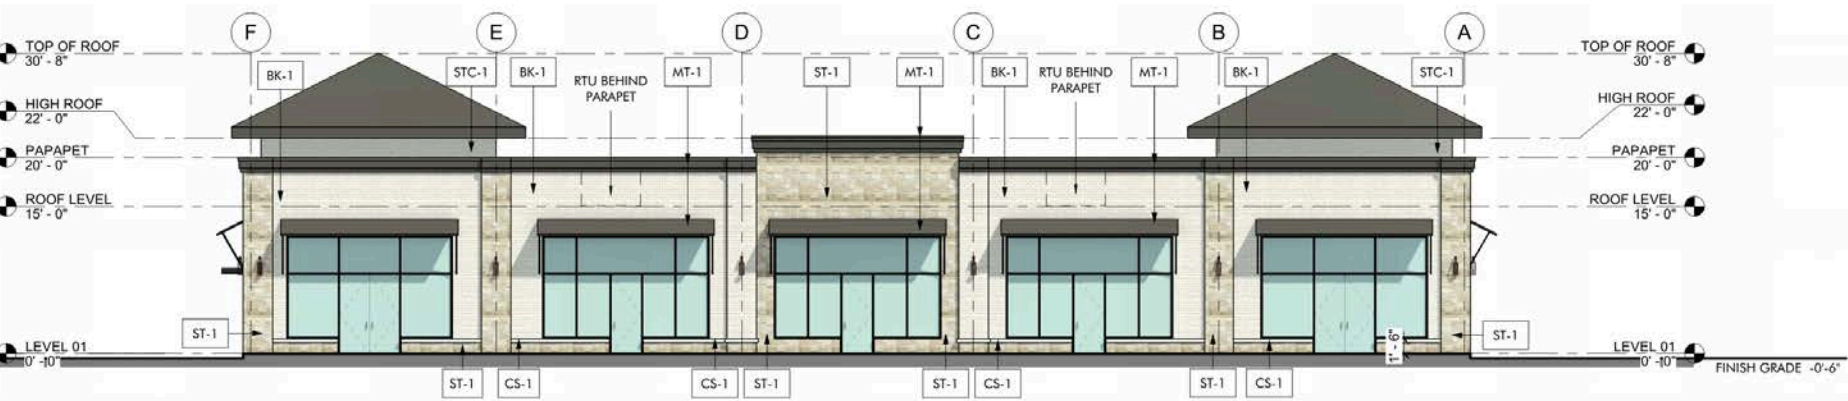 F
E
D
C
B
A
TOP OF ROOF
30' - 8"
HIGH ROOF
22' - 0"
PAPAPET
20' - 0"
ROOF LEVEL
15' - 0"
LEVEL 01
0' -10"
BK-1
STC-1
BK-1
RTU BEHIND
PARAPET
MT-1
ST-1
MT-1
BK-1
RTU BEHIND
PARAPET
MT-1
BK-1
STC-1
TOP OF ROOF
30' - 8"
HIGH ROOF
22' - 0"
PAPAPET
20' - 0"
ROOF LEVEL
15' - 0"
LEVEL 01
0' -10"
FINISH GRADE -0'-6"
ST-1
ST-1
1' - 6"
ST-1
CS-1
CS-1
ST-1
ST-1
CS-1
ST-1
CS-1